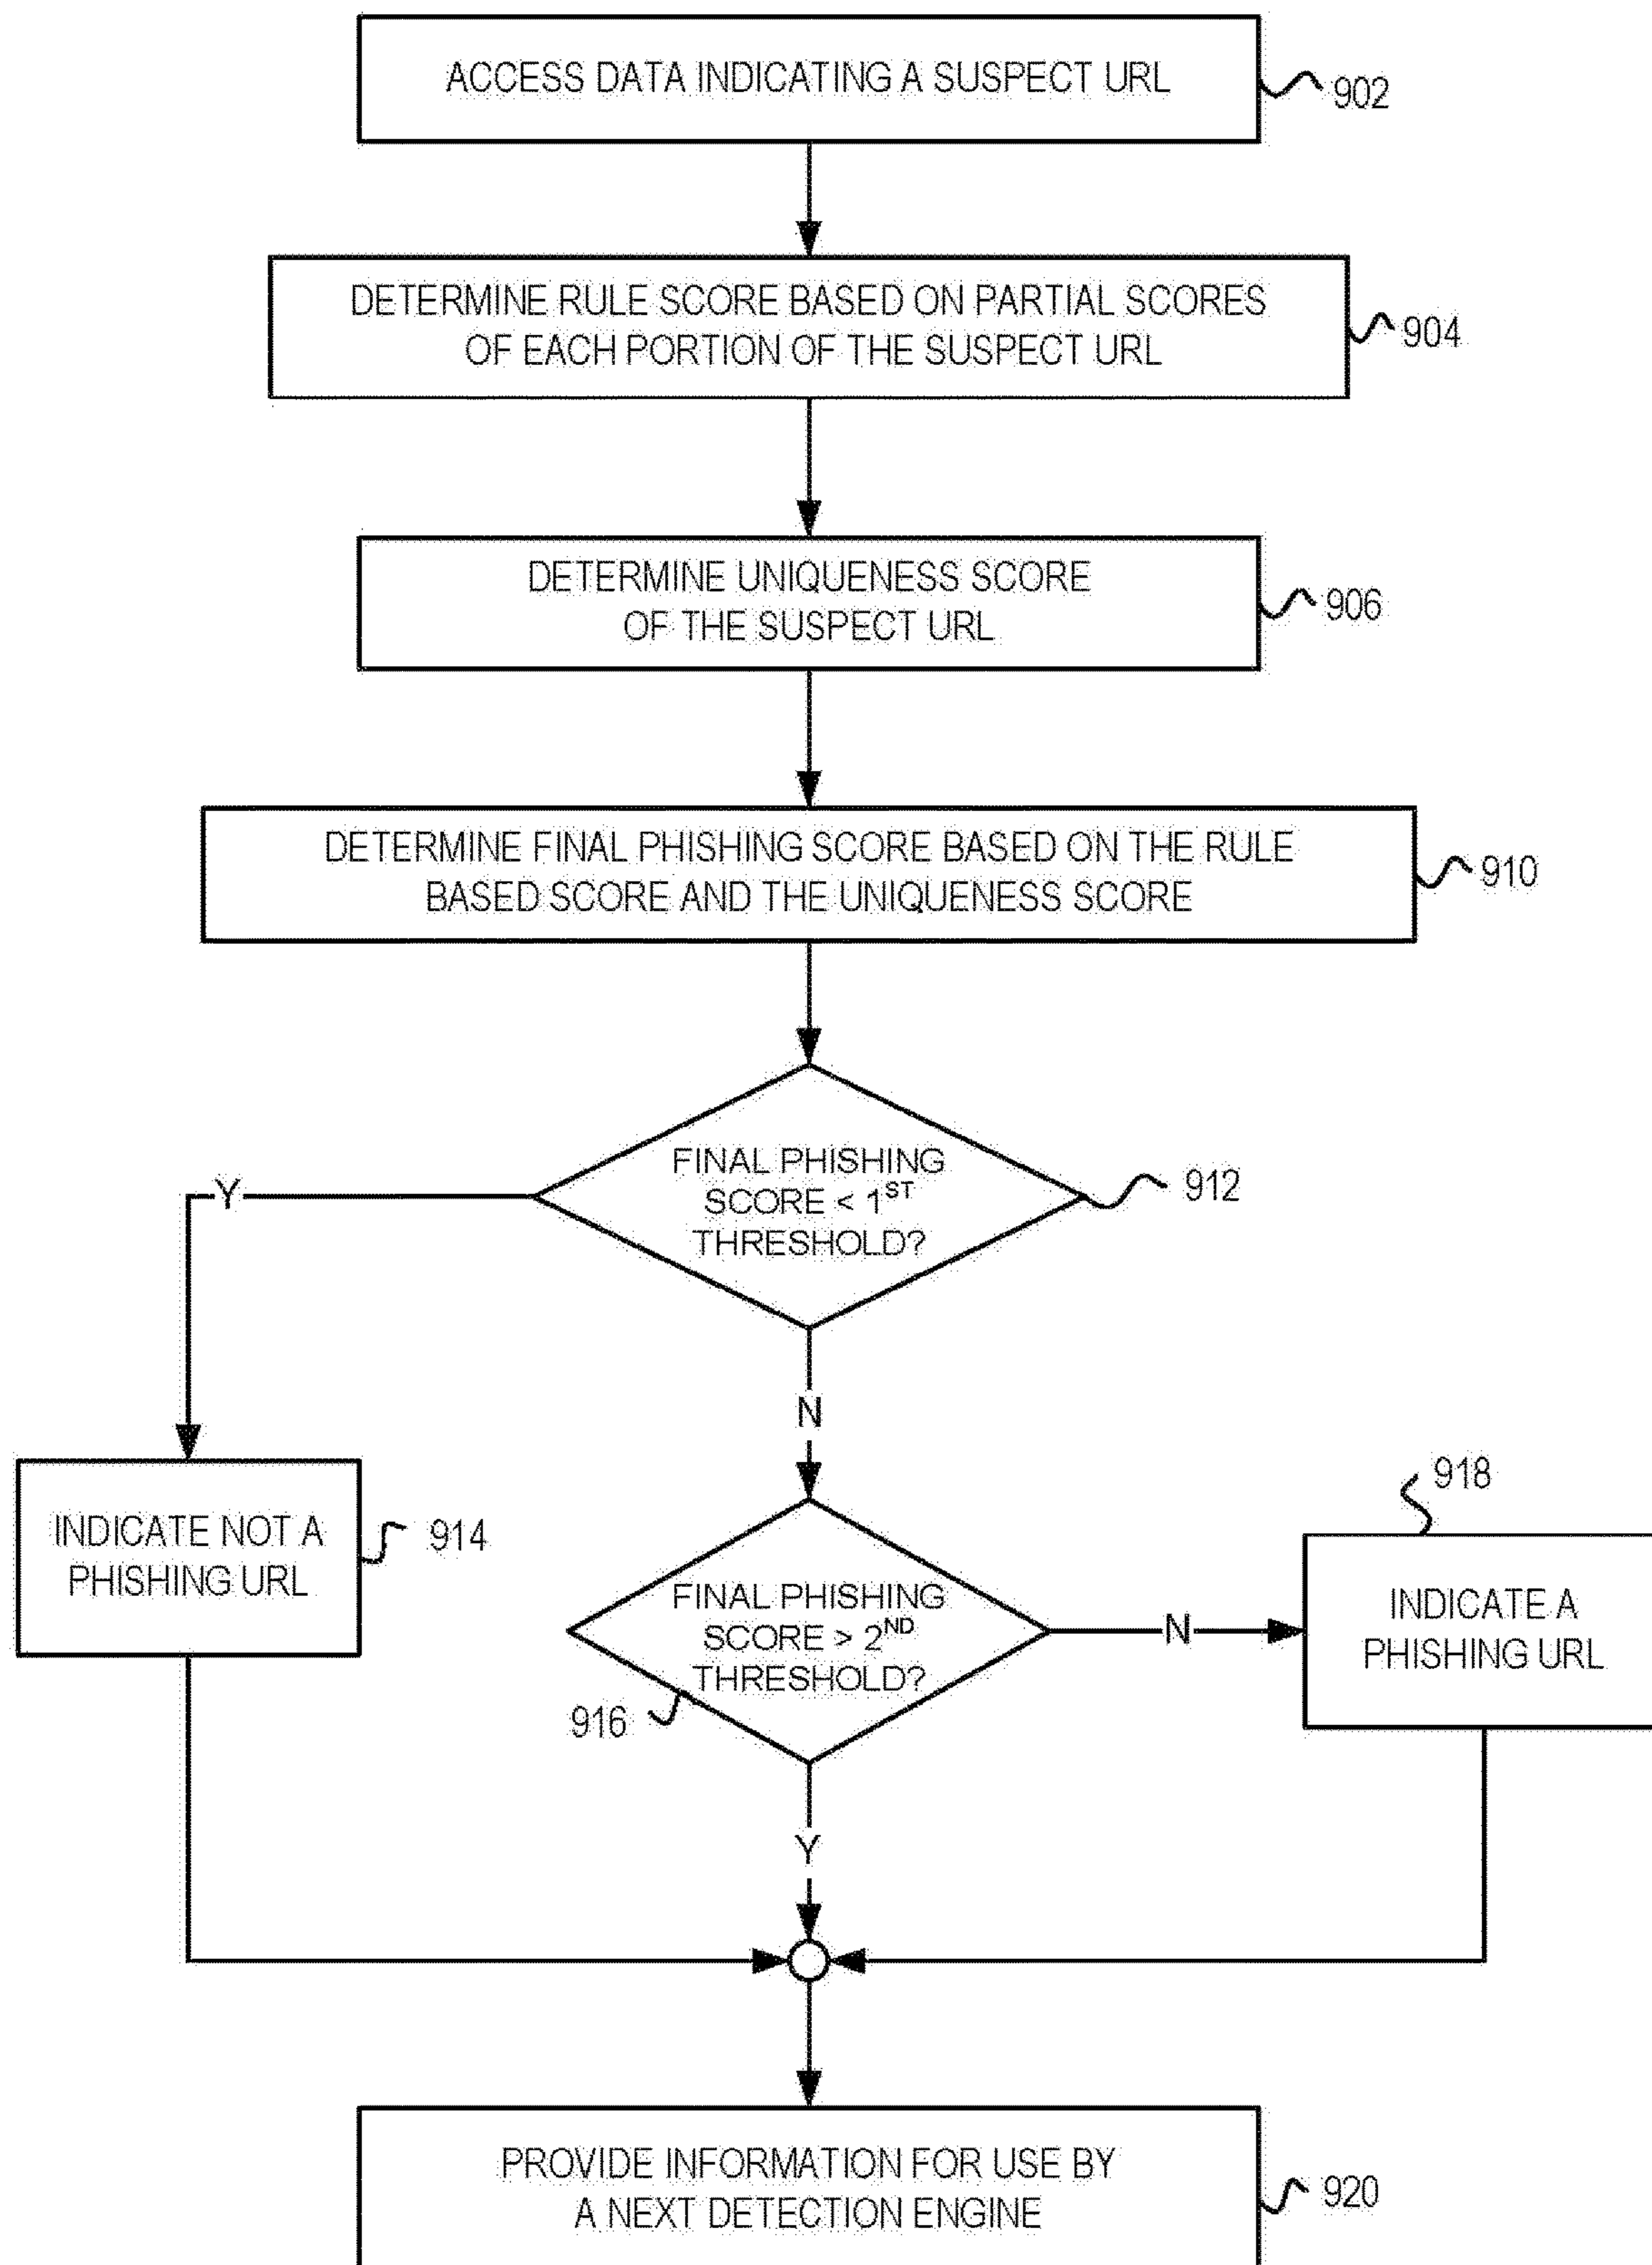 ACCESS DATA INDICATING A SUSPECT URL
902
DETERMINE RULE SCORE BASED ON PARTIAL SCORES
OF EACH PORTION OF THE SUSPECT URL
904
DETERMINE UNIQUENESS SCORE
OF THE SUSPECT URL
906
DETERMINE FINAL PHISHING SCORE BASED ON THE RULE
BASED SCORE AND THE UNIQUENESS SCORE
910
FINAL PHISHING
SCORE < 1ST
THRESHOLD?
912
Y
N
INDICATE NOT A
PHISHING URL
914
FINAL PHISHING
SCORE > 2ND
THRESHOLD?
916
N
918
INDICATE A
PHISHING URL
Y
PROVIDE INFORMATION FOR USE BY
A NEXT DETECTION ENGINE
920